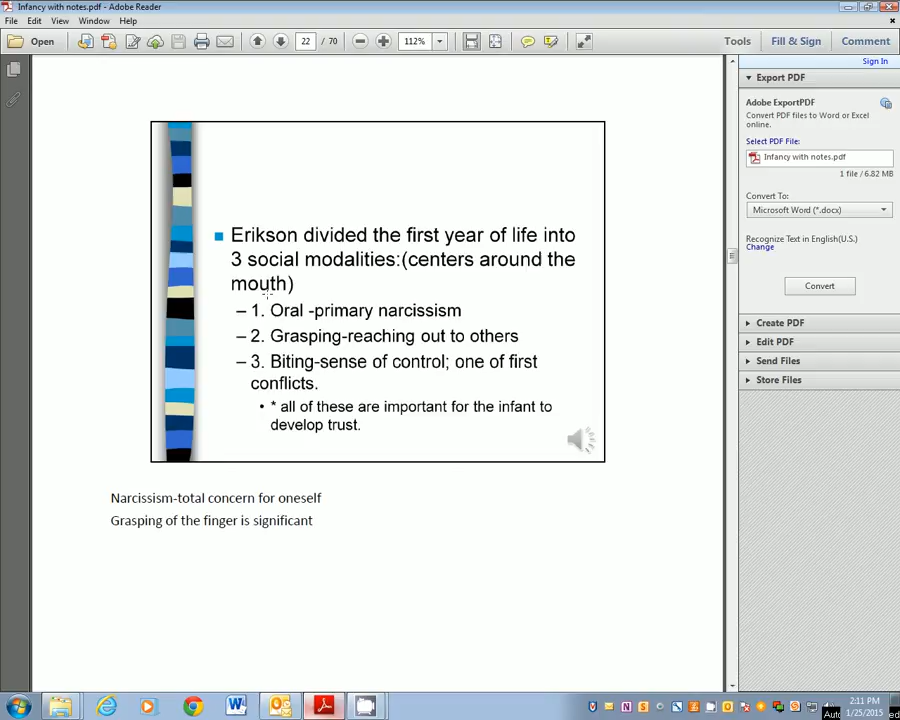 Infancy with notes.pdf - Adobe Reader
File Edit View Window Help
Open 22 / 70 112% Tools Fill & Sign Comment
Sign In
Export PDF
Adobe ExportPDF
Convert PDF files to Word or Excel online.
Select PDF File:
Infancy with notes.pdf
1 file / 6.82 MB
Convert To:
Microsoft Word (*.docx)
Recognize Text in English(U.S.)
Change
Convert
Create PDF
Edit PDF
Send Files
Store Files
Erikson divided the first year of life into
3 social modalities:(centers around the
mouth)
– 1. Oral -primary narcissism
– 2. Grasping-reaching out to others
– 3. Biting-sense of control; one of first
conflicts.
• * all of these are important for the infant to
develop trust.
Narcissism-total concern for oneself
Grasping of the finger is significant
2:11 PM
1/25/2015